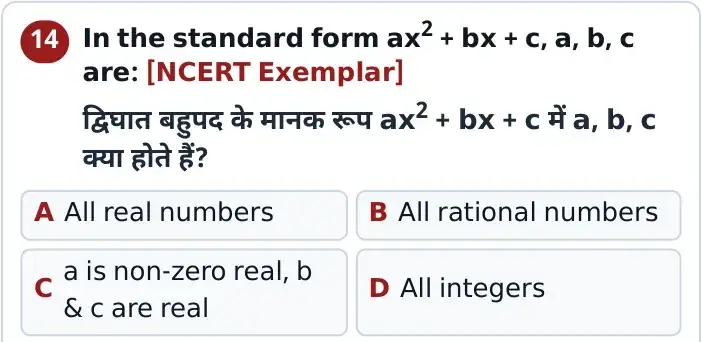 14 In the standard form ax² + bx + c, a, b, c
are: [NCERT Exemplar]
द्विघात बहुपद के मानक रूप ax² + bx + c में a, b, c
क्या होते हैं?
A All real numbers
B All rational numbers
C a is non-zero real, b
& c are real
D All integers